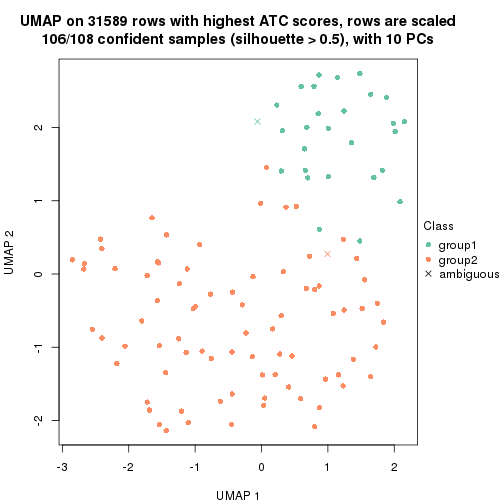 UMAP on 31589 rows with highest ATC scores, rows are scaled
106/108 confident samples (silhouette > 0.5), with 10 PCs
2
1
0
-1
-2
UMAP 2
-3
-2
-1
0
1
2
UMAP 1
Class
group1
group2
ambiguous